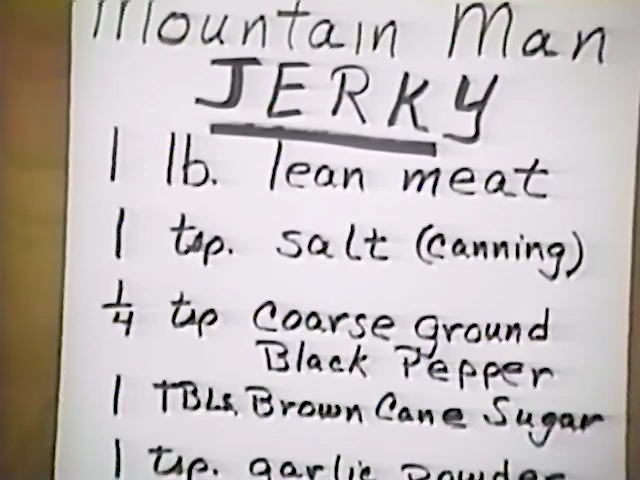 Mountain Man
JERKY
1 lb. lean meat
1 tsp. salt (canning)
1/4 tsp coarse ground
Black Pepper
1 TBLS. Brown Cane Sugar
1 tsp. garlic powder